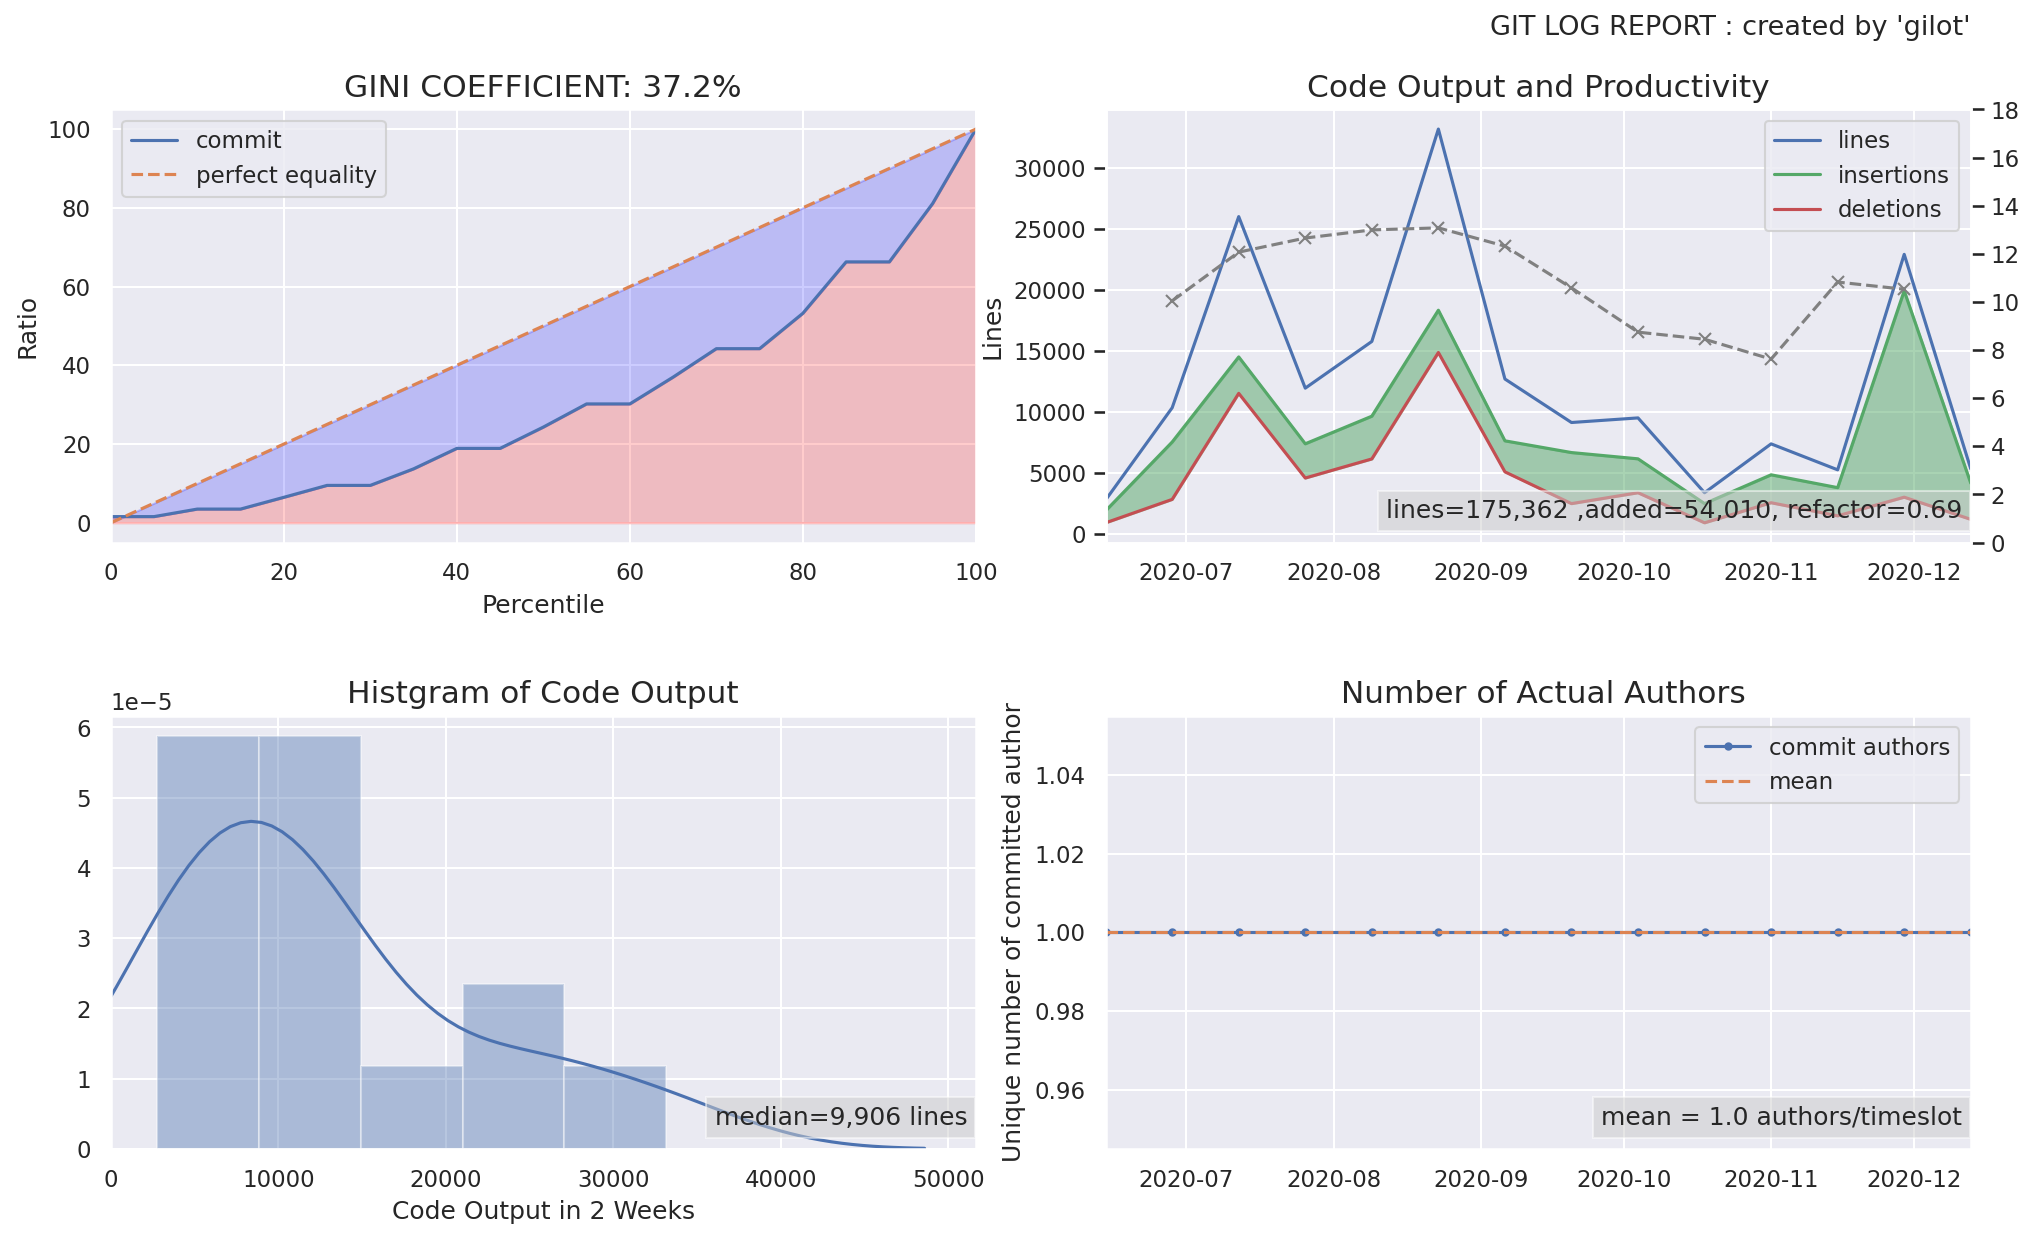 GIT LOG REPORT : created by 'gilot'
GINI COEFFICIENT: 37.2%
commit
perfect equality
Ratio
100
80
60
40
20
0
0 20 40 60 80 100
Percentile
Code Output and Productivity
lines
insertions
deletions
Lines
30000
25000
20000
15000
10000
5000
0
18
16
14
12
10
8
6
4
2
0
lines=175,362 ,added=54,010, refactor=0.69
2020-07 2020-08 2020-09 2020-10 2020-11 2020-12
Histgram of Code Output
1e−5
6
5
4
3
2
1
0
median=9,906 lines
0 10000 20000 30000 40000 50000
Code Output in 2 Weeks
Number of Actual Authors
commit authors
mean
Unique number of committed author
1.04
1.02
1.00
0.98
0.96
mean = 1.0 authors/timeslot
2020-07 2020-08 2020-09 2020-10 2020-11 2020-12